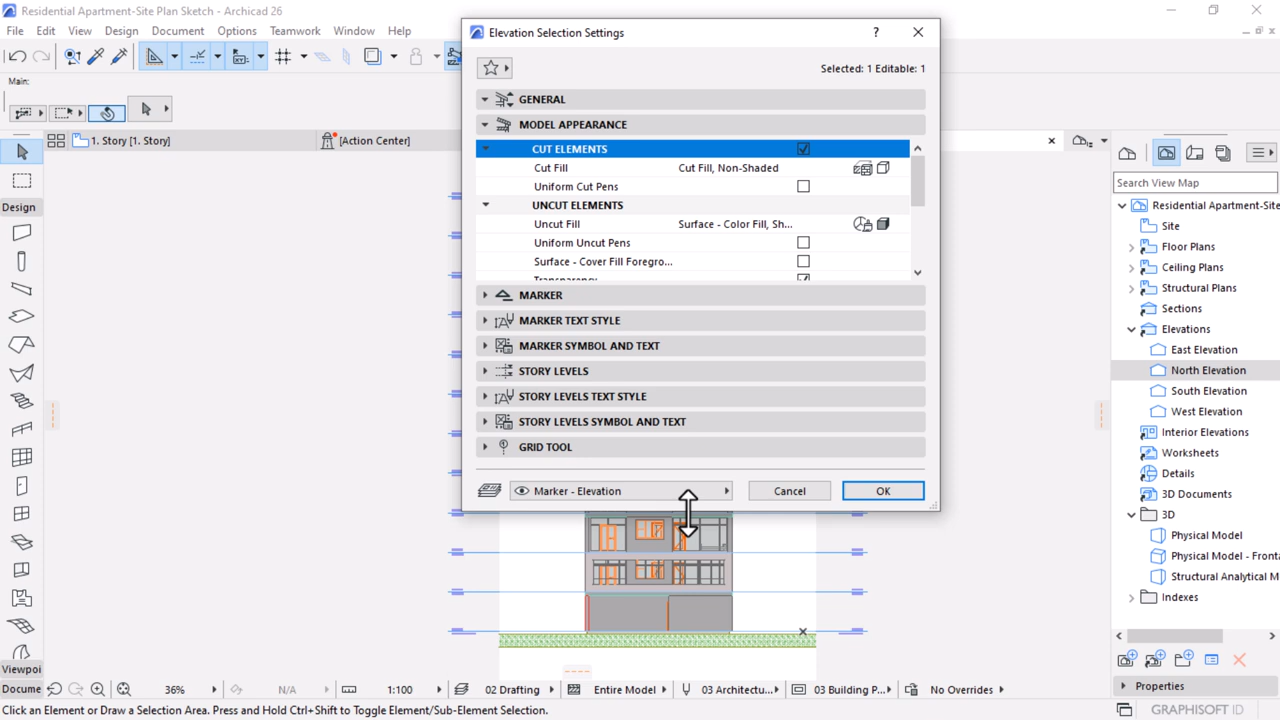 Residential Apartment-Site Plan Sketch - Archicad 26
File Edit View Design Document Options Teamwork Window Help
Main:
1. Story [1. Story]
[Action Center]
Design
Viewpoi
Docume
Elevation Selection Settings
?
Selected: 1 Editable: 1
GENERAL
MODEL APPEARANCE
CUT ELEMENTS
Cut Fill Cut Fill, Non-Shaded
Uniform Cut Pens
UNCUT ELEMENTS
Uncut Fill Surface - Color Fill, Sh...
Uniform Uncut Pens
Surface - Cover Fill Foregro...
Transparency
MARKER
MARKER TEXT STYLE
MARKER SYMBOL AND TEXT
STORY LEVELS
STORY LEVELS TEXT STYLE
STORY LEVELS SYMBOL AND TEXT
GRID TOOL
Marker - Elevation
Cancel
OK
Search View Map
Residential Apartment-Site
Site
Floor Plans
Ceiling Plans
Structural Plans
Sections
Elevations
East Elevation
North Elevation
South Elevation
West Elevation
Interior Elevations
Worksheets
Details
3D Documents
3D
Physical Model
Physical Model - Fronta
Structural Analytical M
Indexes
Properties
36% N/A 1:100 02 Drafting Entire Model 03 Architectu... 03 Building P... No Overrides
Click an Element or Draw a Selection Area. Press and Hold Ctrl+Shift to Toggle Element/Sub-Element Selection.
GRAPHISOFT ID